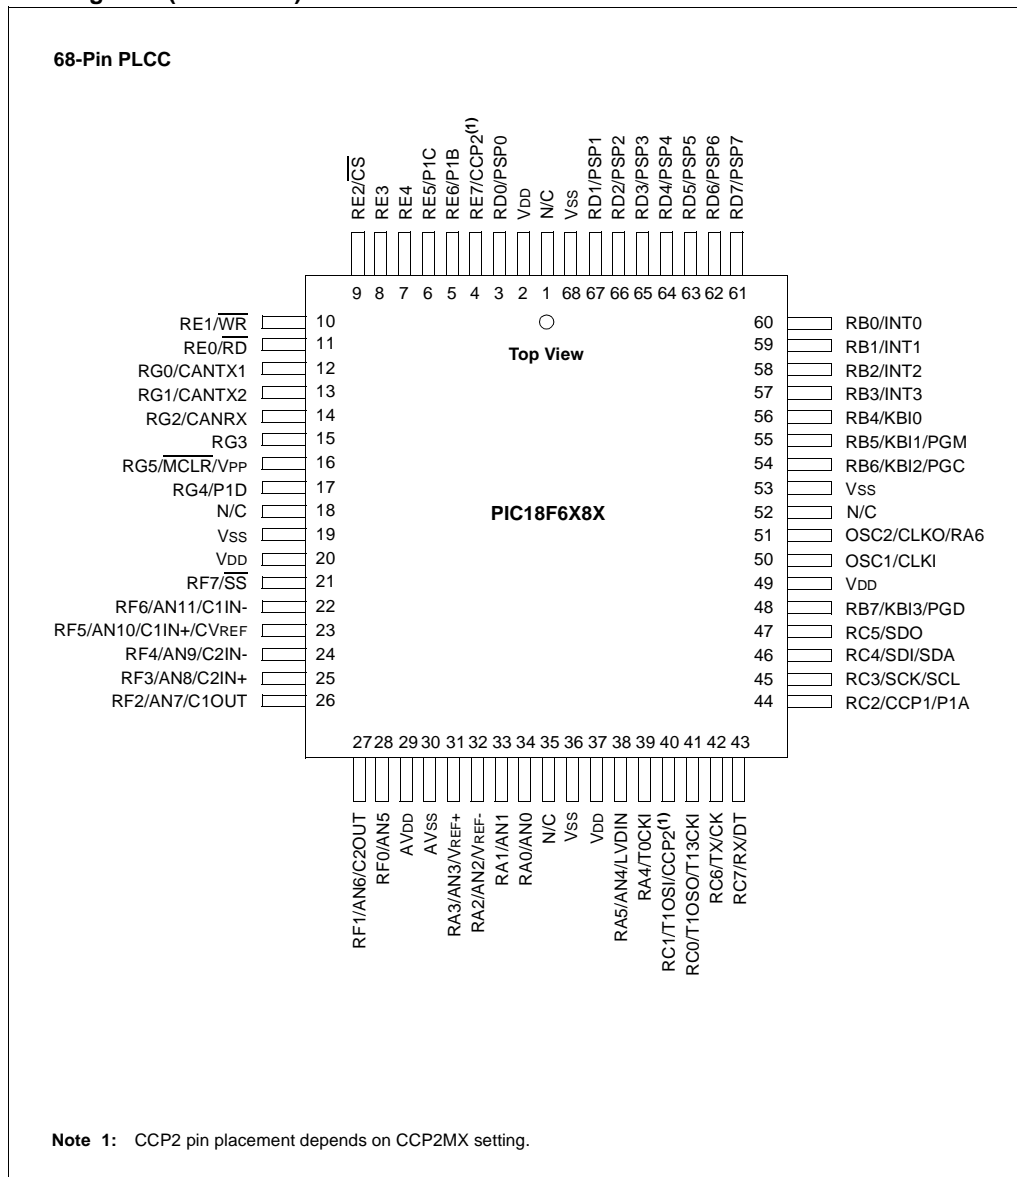 68-Pin PLCC
RE2/CS
RE3
RE4
RE5/P1C
RE6/P1B
RE7/CCP2(1)
RD0/PSP0
VDD
N/C
VSS
RD1/PSP1
RD2/PSP2
RD3/PSP3
RD4/PSP4
RD5/PSP5
RD6/PSP6
RD7/PSP7
9 8 7 6 5 4 3 2 1 68 67 66 65 64 63 62 61
RE1/WR 10
RE0/RD 11
RG0/CANTX1 12
RG1/CANTX2 13
RG2/CANRX 14
RG3 15
RG5/MCLR/VPP 16
RG4/P1D 17
N/C 18
VSS 19
VDD 20
RF7/SS 21
RF6/AN11/C1IN- 22
RF5/AN10/C1IN+/CVREF 23
RF4/AN9/C2IN- 24
RF3/AN8/C2IN+ 25
RF2/AN7/C1OUT 26
Top View
PIC18F6X8X
60 RB0/INT0
59 RB1/INT1
58 RB2/INT2
57 RB3/INT3
56 RB4/KBI0
55 RB5/KBI1/PGM
54 RB6/KBI2/PGC
53 VSS
52 N/C
51 OSC2/CLKO/RA6
50 OSC1/CLKI
49 VDD
48 RB7/KBI3/PGD
47 RC5/SDO
46 RC4/SDI/SDA
45 RC3/SCK/SCL
44 RC2/CCP1/P1A
27 28 29 30 31 32 33 34 35 36 37 38 39 40 41 42 43
RF1/AN6/C2OUT
RF0/AN5
AVDD
AVSS
RA3/AN3/VREF+
RA2/AN2/VREF-
RA1/AN1
RA0/AN0
N/C
VSS
VDD
RA5/AN4/LVDIN
RA4/T0CKI
RC1/T1OSI/CCP2(1)
RC0/T1OSO/T13CKI
RC6/TX/CK
RC7/RX/DT
Note 1: CCP2 pin placement depends on CCP2MX setting.